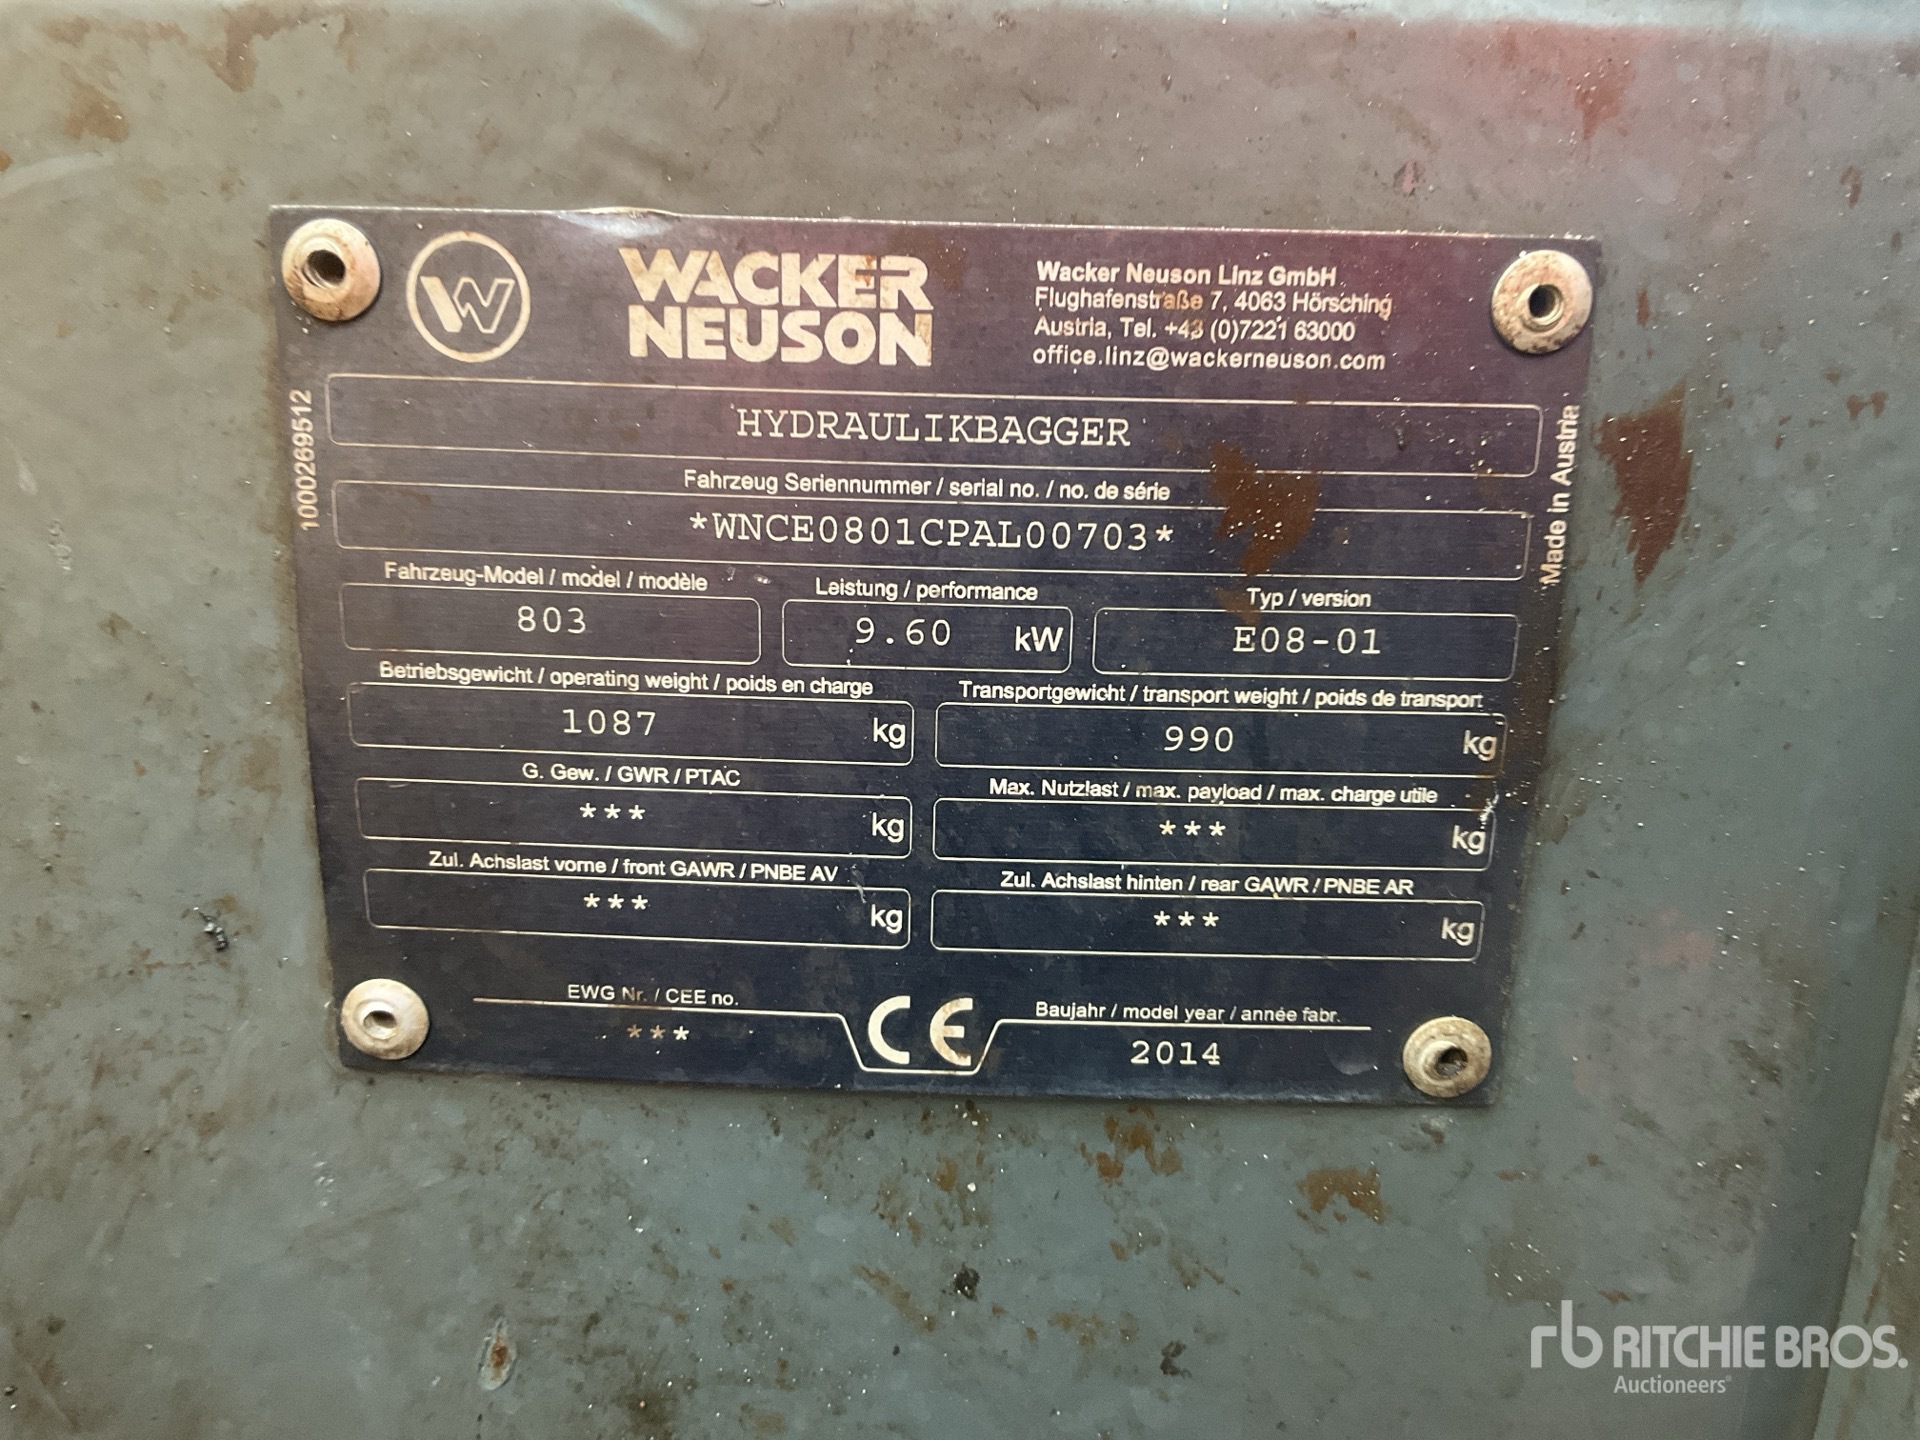 W
WACKER
NEUSON
Wacker Neuson Linz GmbH
Flughafenstraße 7, 4063 Hörsching
Austria, Tel. +43 (0)7221 63000
office.linz@wackerneuson.com
1000269512
HYDRAULIKBAGGER
Made in Austria
Fahrzeug Seriennummer / serial no. / no. de série
*WNCE0801CPAL00703*
Fahrzeug-Model / model / modèle
803
Leistung / performance
9.60 kW
Typ / version
E08-01
Betriebsgewicht / operating weight / poids en charge
1087 kg
Transportgewicht / transport weight / poids de transport
990 kg
G. Gew. / GWR / PTAC
*** kg
Max. Nutzlast / max. payload / max. charge utile
*** kg
Zul. Achslast vorne / front GAWR / PNBE AV
*** kg
Zul. Achslast hinten / rear GAWR / PNBE AR
*** kg
EWG Nr. / CEE no.
***
CE
Baujahr / model year / année fabr.
2014
rb RITCHIE BROS.
Auctioneers